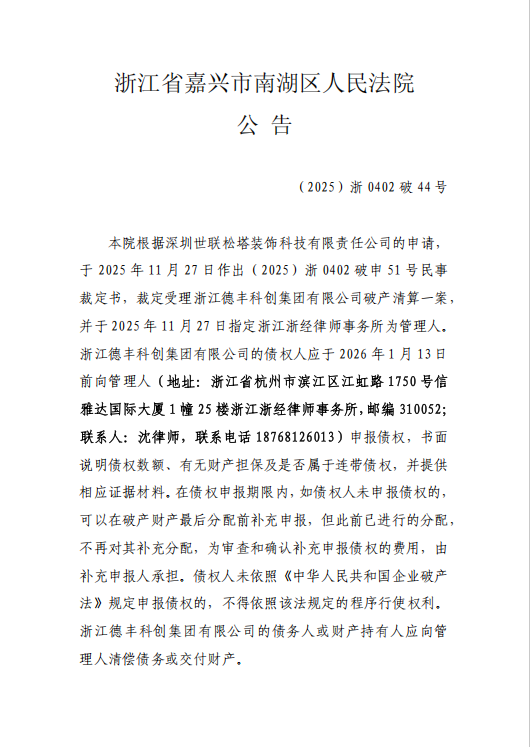 浙江省嘉兴市南湖区人民法院
公 告
（2025）浙 0402 破 44 号
本院根据深圳世联松塔装饰科技有限责任公司的申请，
于 2025 年 11 月 27 日作出（2025）浙 0402 破申 51 号民事
裁定书，裁定受理浙江德丰科创集团有限公司破产清算一案，
并于 2025 年 11 月 27 日指定浙江浙经律师事务所为管理人。
浙江德丰科创集团有限公司的债权人应于 2026 年 1 月 13 日
前向管理人（地址：浙江省杭州市滨江区江虹路 1750 号信
雅达国际大厦 1 幢 25 楼浙江浙经律师事务所，邮编 310052；
联系人：沈律师，联系电话 18768126013）申报债权，书面
说明债权数额、有无财产担保及是否属于连带债权，并提供
相应证据材料。在债权申报期限内，如债权人未申报债权的，
可以在破产财产最后分配前补充申报，但此前已进行的分配，
不再对其补充分配，为审查和确认补充申报债权的费用，由
补充申报人承担。债权人未依照《中华人民共和国企业破产
法》规定申报债权的，不得依照该法规定的程序行使权利。
浙江德丰科创集团有限公司的债务人或财产持有人应向管
理人清偿债务或交付财产。